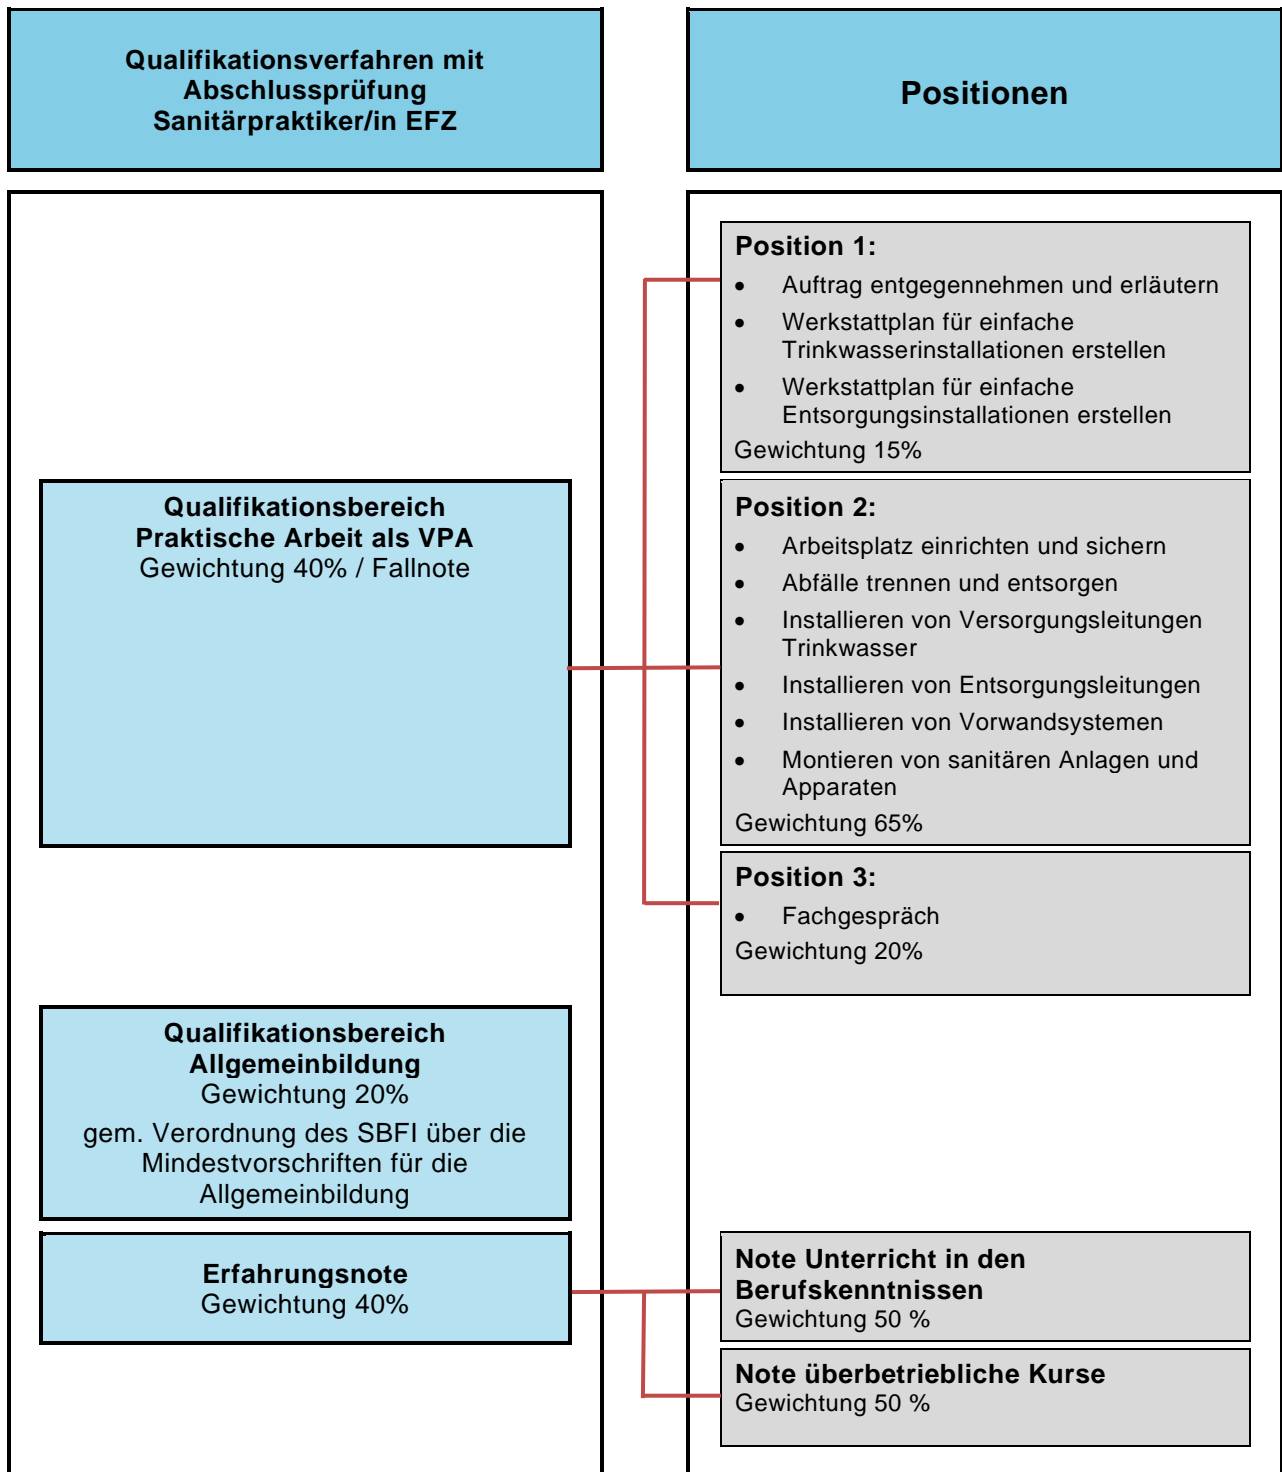 Qualifikationsverfahren mit
Abschlussprüfung
Sanitärpraktiker/in EFZ
Positionen
Position 1:
• Auftrag entgegennehmen und erläutern
• Werkstattplan für einfache
Trinkwasserinstallationen erstellen
• Werkstattplan für einfache
Entsorgungsinstallationen erstellen
Gewichtung 15%
Qualifikationsbereich
Praktische Arbeit als VPA
Gewichtung 40% / Fallnote
Position 2:
• Arbeitsplatz einrichten und sichern
• Abfälle trennen und entsorgen
• Installieren von Versorgungsleitungen
Trinkwasser
• Installieren von Entsorgungsleitungen
• Installieren von Vorwandsystemen
• Montieren von sanitären Anlagen und
Apparaten
Gewichtung 65%
Position 3:
• Fachgespräch
Gewichtung 20%
Qualifikationsbereich
Allgemeinbildung
Gewichtung 20%
gem. Verordnung des SBFI über die
Mindestvorschriften für die
Allgemeinbildung
Erfahrungsnote
Gewichtung 40%
Note Unterricht in den
Berufskenntnissen
Gewichtung 50 %
Note überbetriebliche Kurse
Gewichtung 50 %